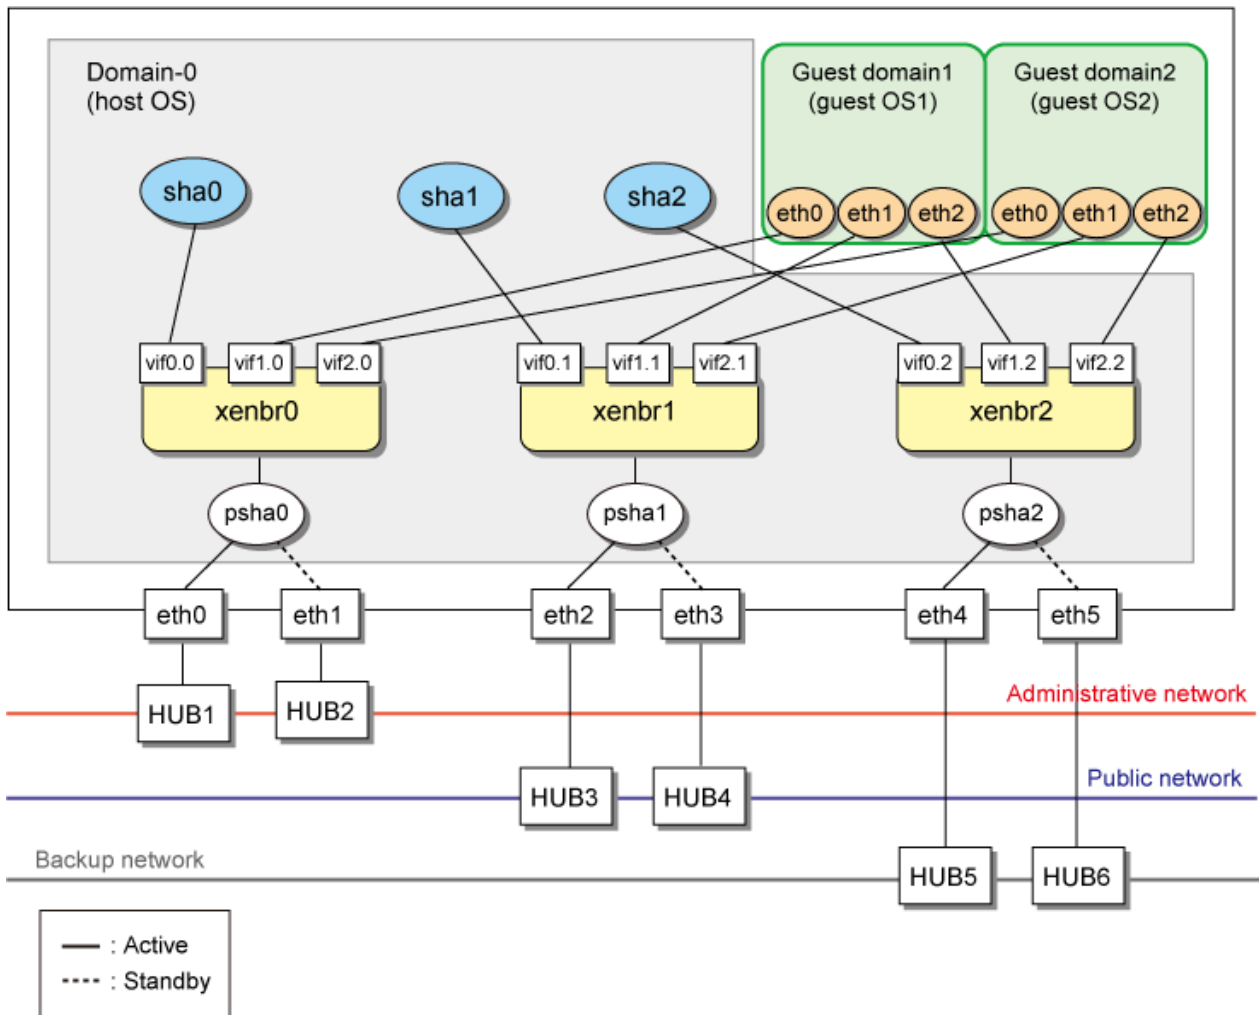 Domain-0
(host OS)
Guest domain1
(guest OS1)
Guest domain2
(guest OS2)
sha0
sha1
sha2
eth0
eth1
eth2
eth0
eth1
eth2
vif0.0
vif1.0
vif2.0
vif0.1
vif1.1
vif2.1
vif0.2
vif1.2
vif2.2
xenbr0
xenbr1
xenbr2
psha0
psha1
psha2
eth0
eth1
eth2
eth3
eth4
eth5
HUB1
HUB2
Administrative network
HUB3
HUB4
Public network
Backup network
HUB5
HUB6
: Active
: Standby